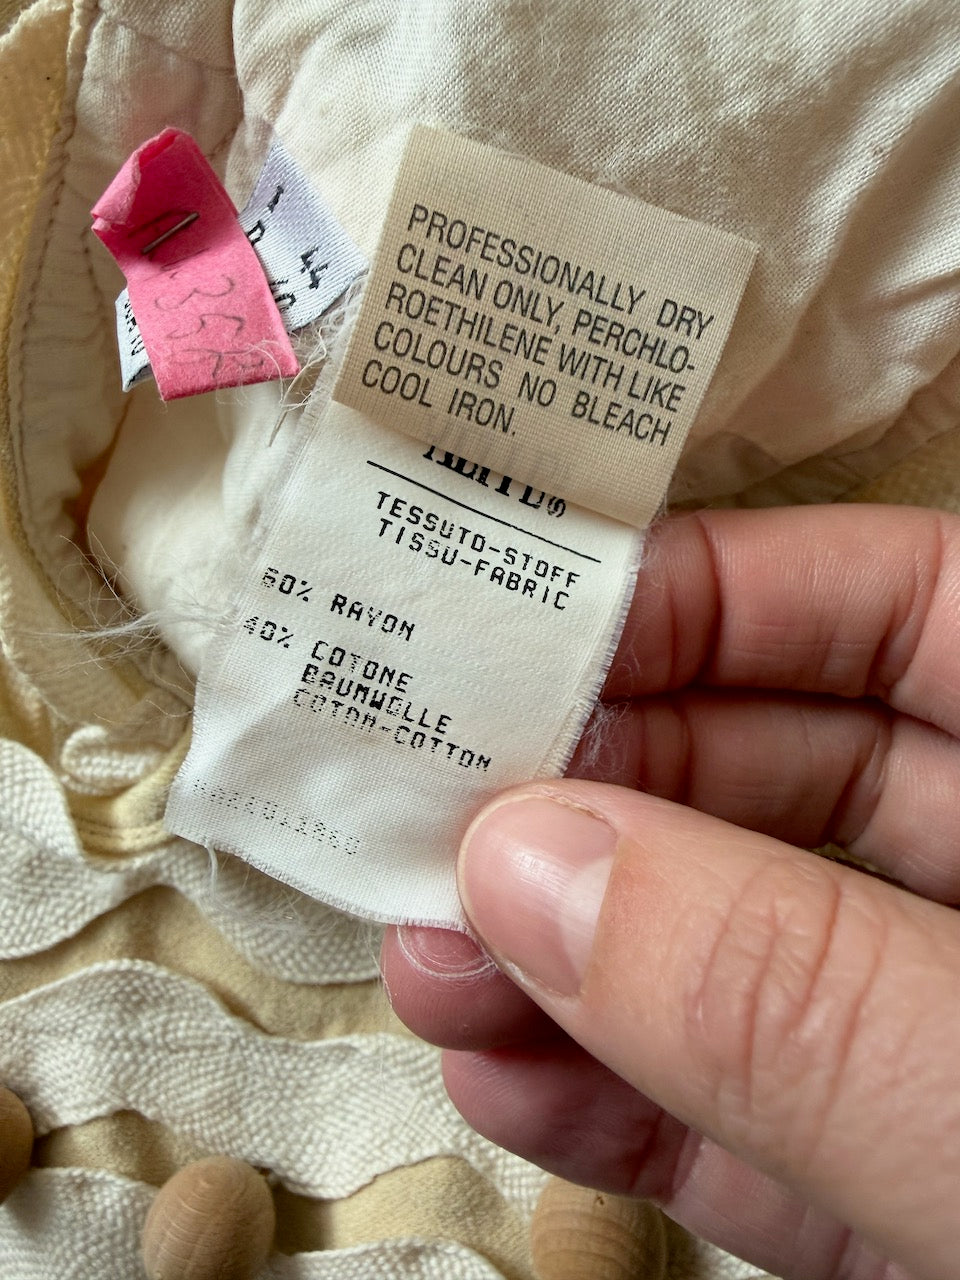 PROFESSIONALLY DRY
CLEAN ONLY, PERCHLO-
ROETHILENE WITH LIKE
COLOURS NO BLEACH
COOL IRON.
TESSUTO-STOFF
TISSU-FABRIC
60% RAYON
40% COTONE
BAUMWOLLE
COTON-COTTON
I 44